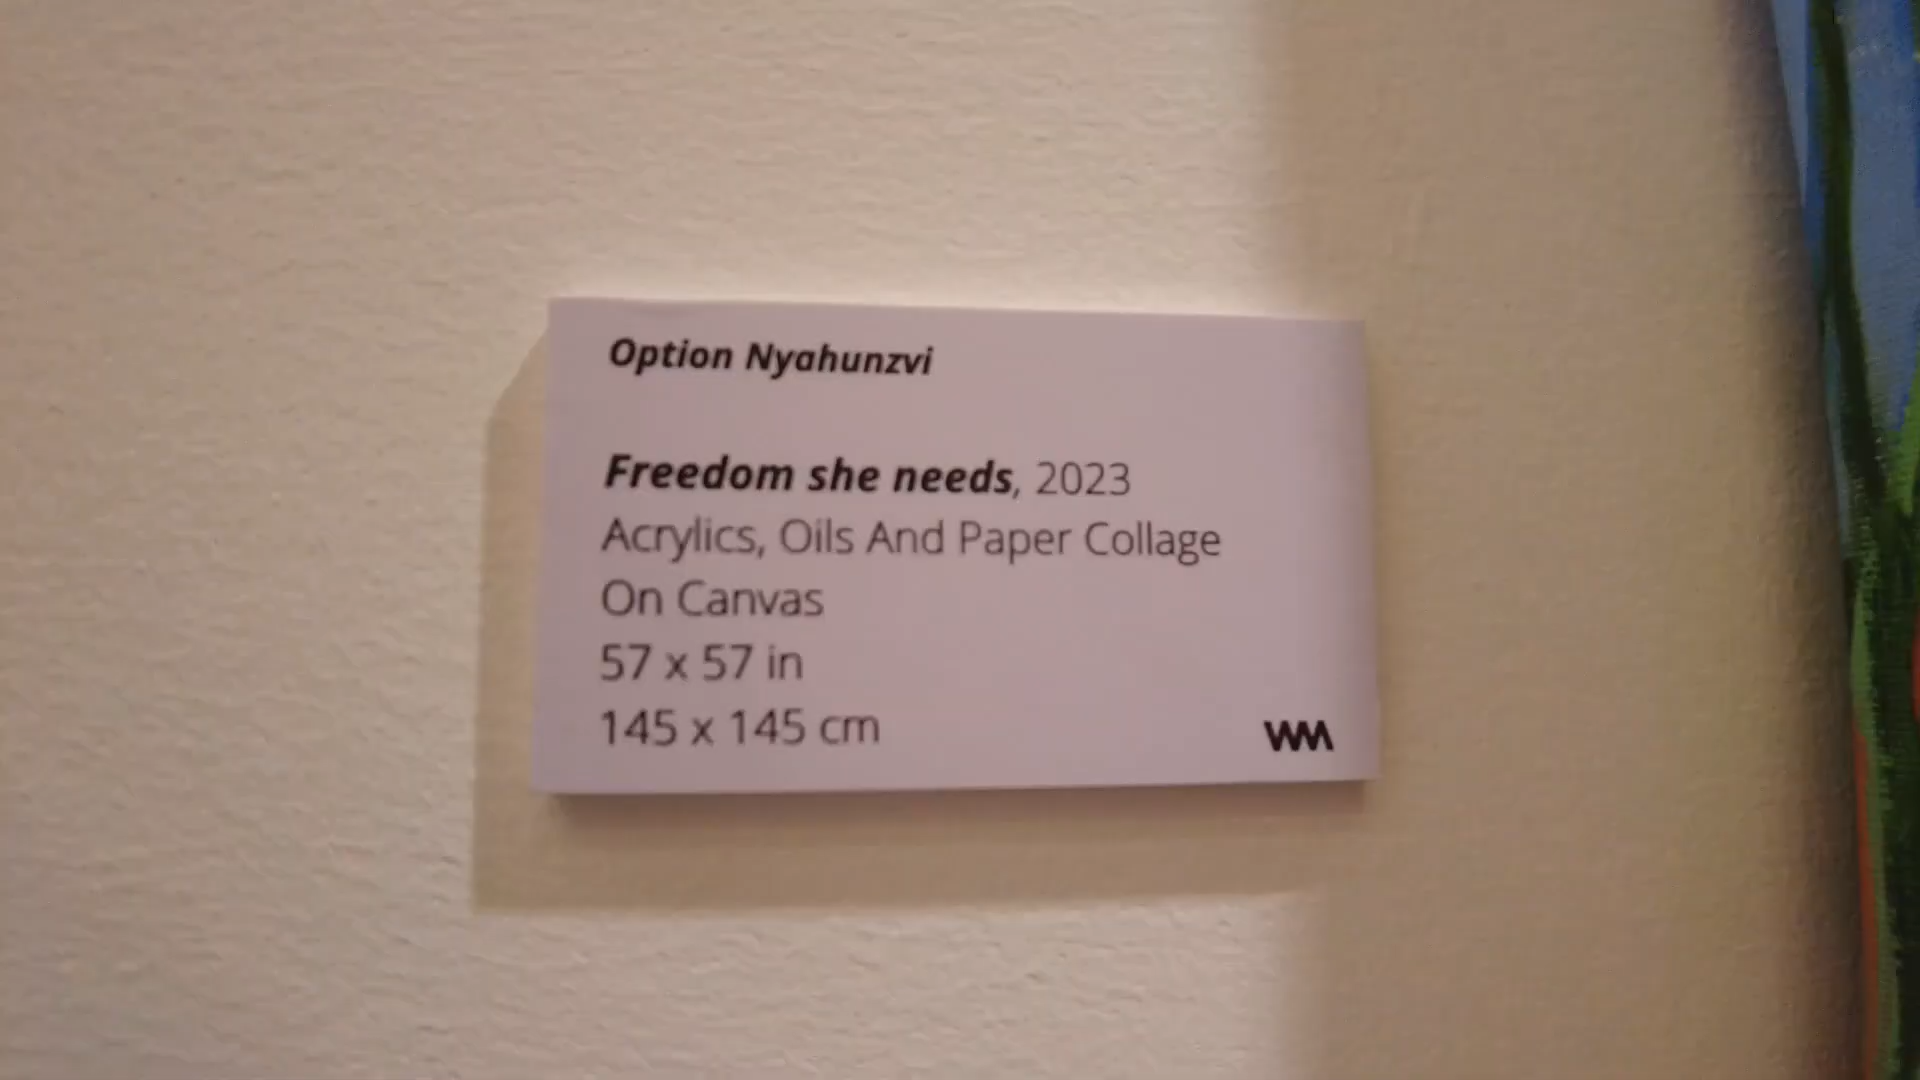 Option Nyahunzvi
Freedom she needs, 2023
Acrylics, Oils And Paper Collage
On Canvas
57 x 57 in
145 x 145 cm
WM